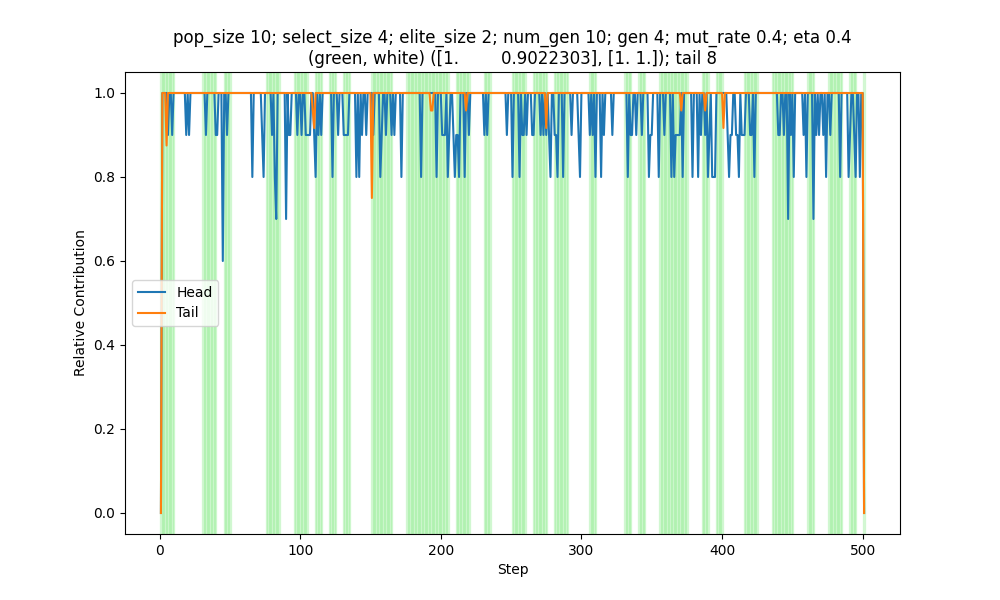 pop_size 10; select_size 4; elite_size 2; num_gen 10; gen 4; mut_rate 0.4; eta 0.4
(green, white) ([1. 0.9022303], [1. 1.]); tail 8
1.0
0.8
0.6
0.4
0.2
0.0
Relative Contribution
Head
Tail
0 100 200 300 400 500
Step